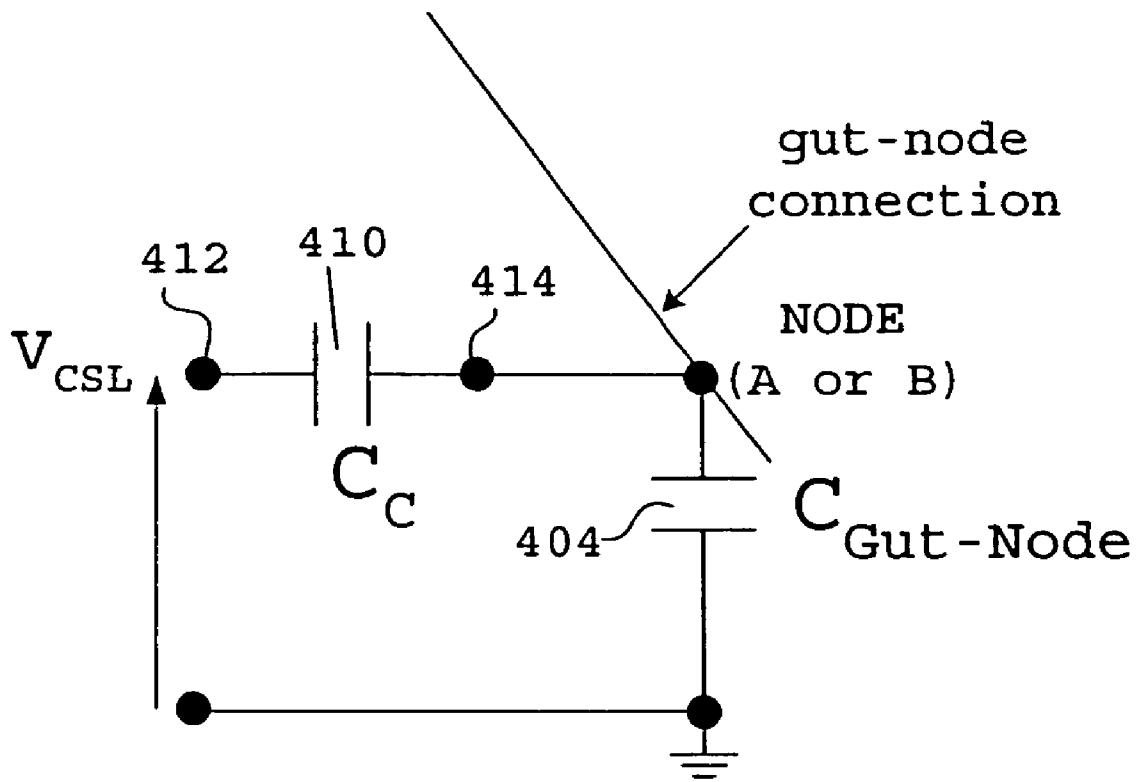 gut-node
connection
410
412
414
NODE
(A or B)
VCSL
CC
CGut-Node
404